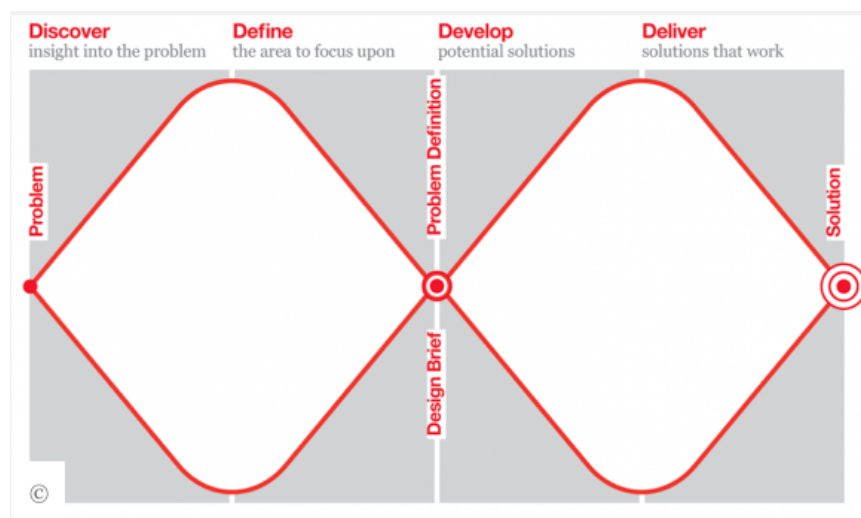 Discover
insight into the problem
Define
the area to focus upon
Develop
potential solutions
Deliver
solutions that work
Problem
Problem Definition
Design Brief
Solution
©